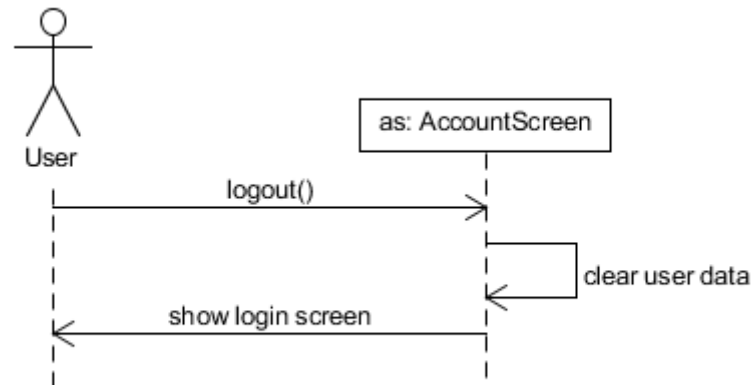 as: AccountScreen
User
logout()
clear user data
show login screen